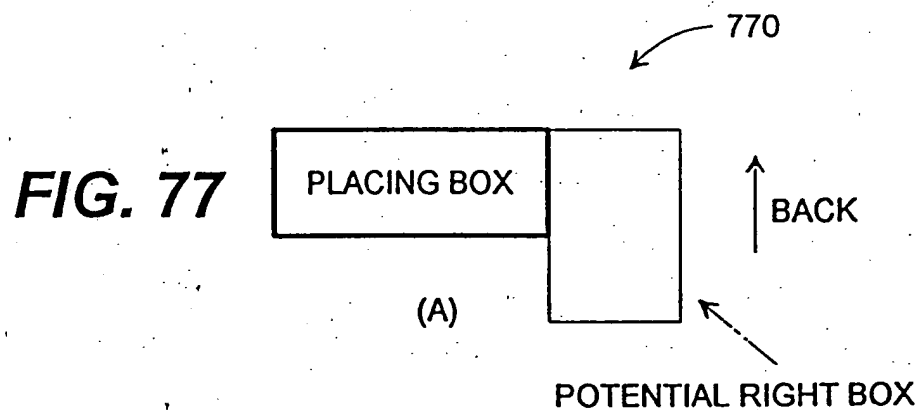 770
FIG. 77
PLACING BOX
BACK
(A)
POTENTIAL RIGHT BOX